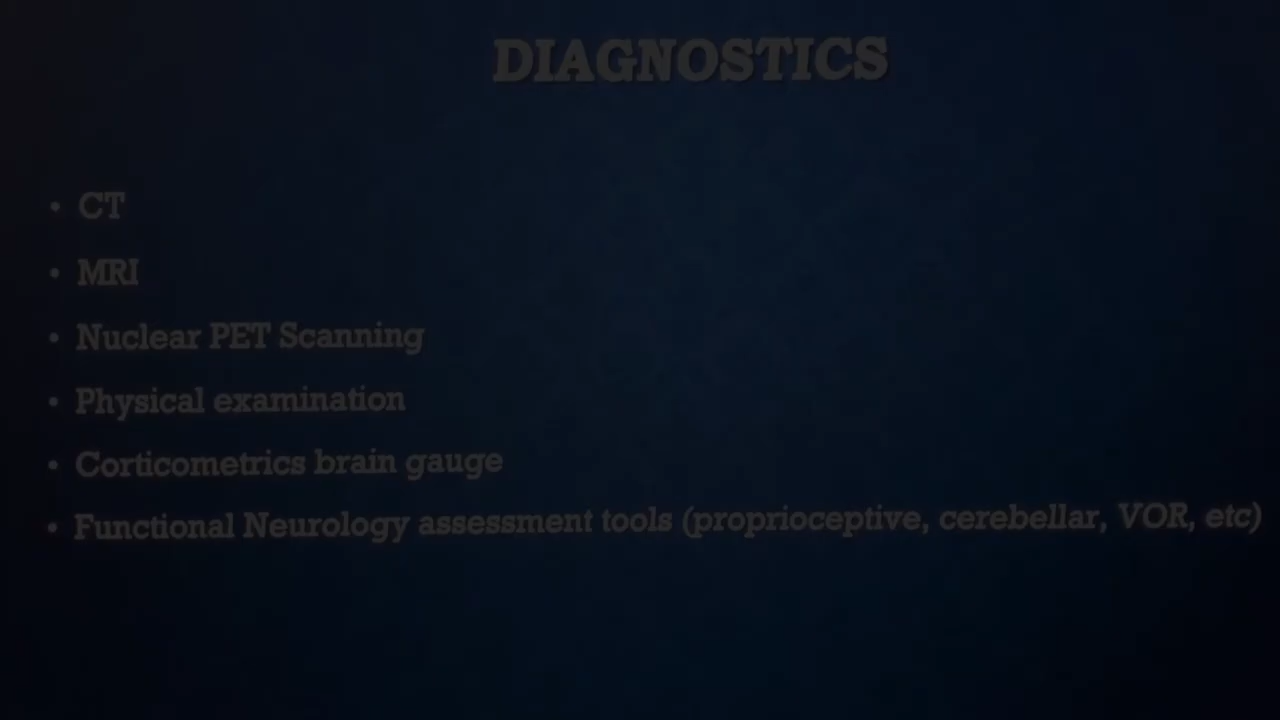 DIAGNOSTICS
• CT
• MRI
• Nuclear PET Scanning
• Physical examination
• Corticometrics brain gauge
• Functional Neurology assessment tools (proprioceptive, cerebellar, VOR, etc)